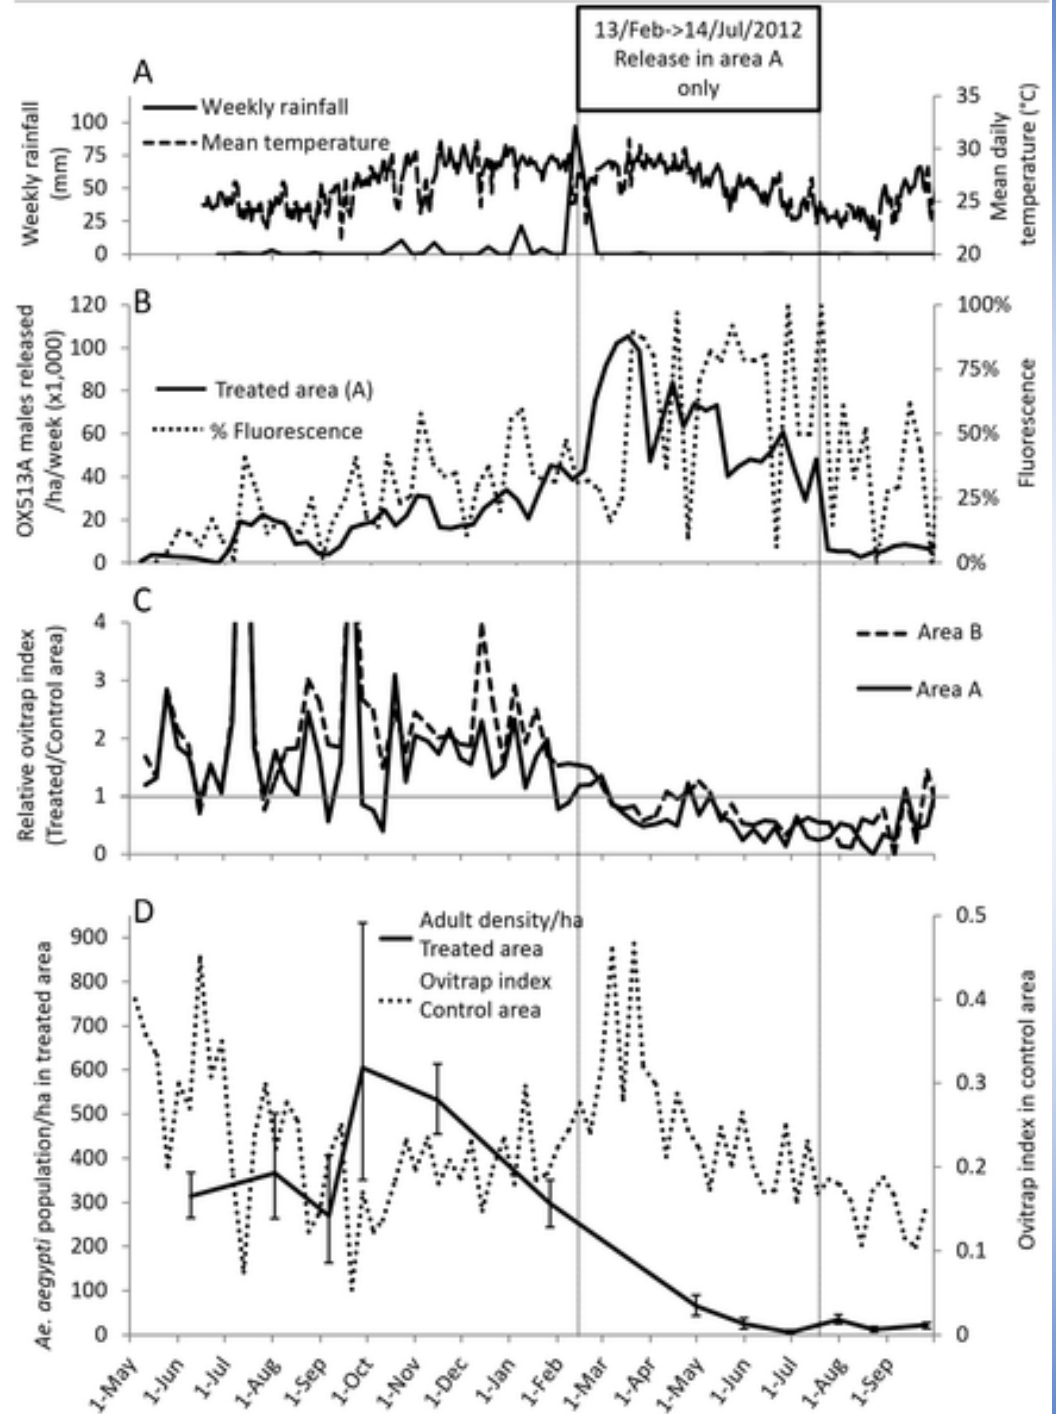 13/Feb->14/Jul/2012
Release in area A
only
A
Weekly rainfall
Mean temperature
Weekly rainfall
(mm)
100
75
50
25
0
35
30
25
20
Mean daily
temperature (°C)
B
Treated area (A)
% Fluorescence
OX513A males released
/ha/week (x1,000)
120
100
80
60
40
20
0
100%
75%
50%
25%
0%
Fluorescence
C
Area B
Area A
Relative ovitrap index
(Treated/Control area)
4
3
2
1
0
D
Adult density/ha
Treated area
Ovitrap index
Control area
Ae. aegypti population/ha in treated area
900
800
700
600
500
400
300
200
100
0
0.5
0.4
0.3
0.2
0.1
0
Ovitrap index in control area
1-May
1-Jun
1-Jul
1-Aug
1-Sep
1-Oct
1-Nov
1-Dec
1-Jan
1-Feb
1-Mar
1-Apr
1-May
1-Jun
1-Jul
1-Aug
1-Sep